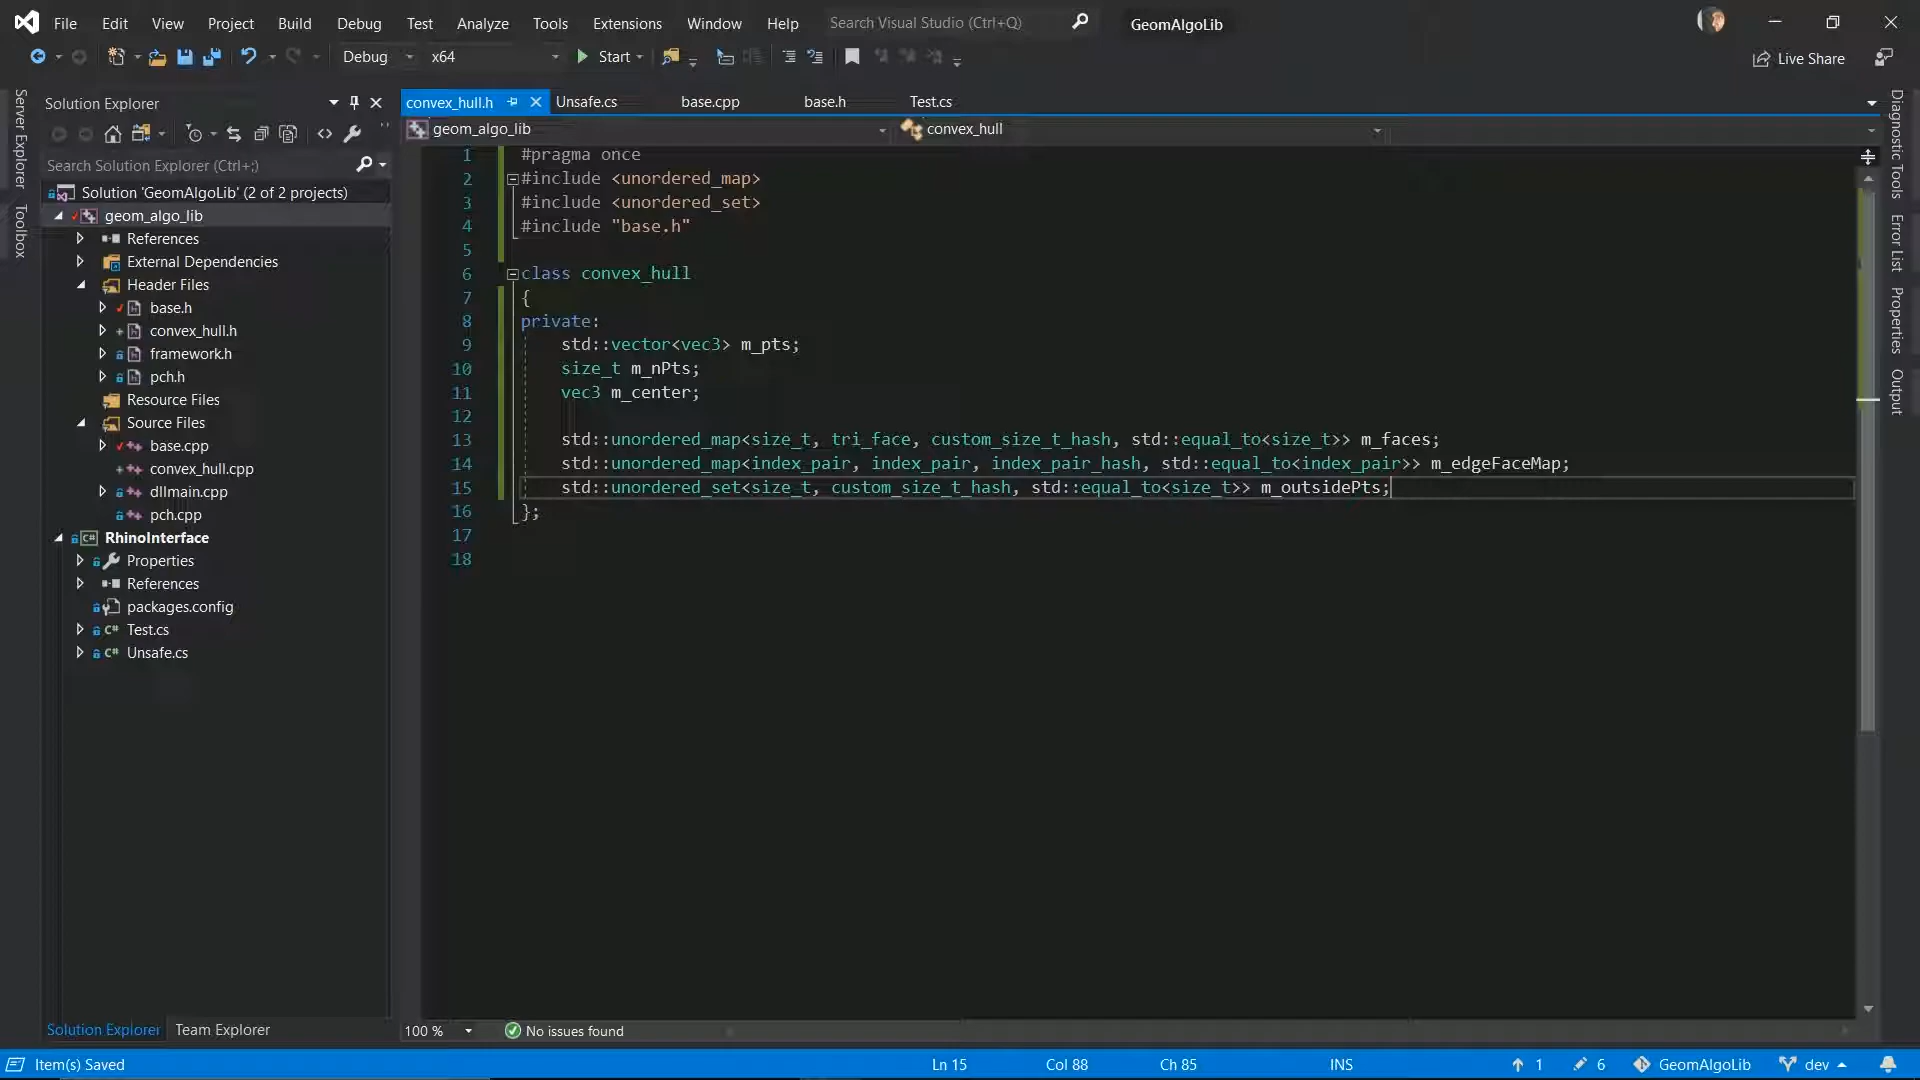 File Edit View Project Build Debug Test Analyze Tools Extensions Window Help Search Visual Studio (Ctrl+Q) GeomAlgoLib
Debug x64 Start Live Share
Server Explorer
Toolbox
Solution Explorer
Search Solution Explorer (Ctrl+;)
Solution 'GeomAlgoLib' (2 of 2 projects)
geom_algo_lib
References
External Dependencies
Header Files
base.h
convex_hull.h
framework.h
pch.h
Resource Files
Source Files
base.cpp
convex_hull.cpp
dllmain.cpp
pch.cpp
RhinoInterface
Properties
References
packages.config
Test.cs
Unsafe.cs
Solution Explorer Team Explorer
convex_hull.h Unsafe.cs base.cpp base.h Test.cs
geom_algo_lib convex_hull
1 #pragma once
2 #include <unordered_map>
3 #include <unordered_set>
4 #include "base.h"
5
6 class convex_hull
7 {
8 private:
9 std::vector<vec3> m_pts;
10 size_t m_nPts;
11 vec3 m_center;
12
13 std::unordered_map<size_t, tri_face, custom_size_t_hash, std::equal_to<size_t>> m_faces;
14 std::unordered_map<index_pair, index_pair, index_pair_hash, std::equal_to<index_pair>> m_edgeFaceMap;
15 std::unordered_set<size_t, custom_size_t_hash, std::equal_to<size_t>> m_outsidePts;
16 };
17
18
100 % No issues found
Diagnostic Tools
Error List
Properties
Output
Item(s) Saved Ln 15 Col 88 Ch 85 INS 1 6 GeomAlgoLib dev